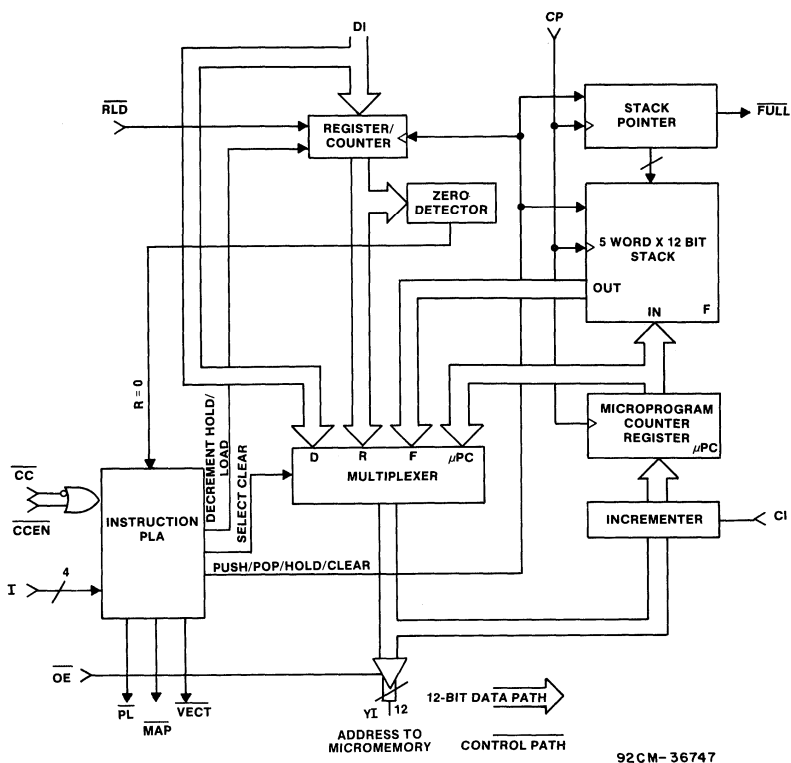 DI
CP
RLD
REGISTER/
COUNTER
STACK
POINTER
FULL
ZERO
DETECTOR
5 WORD X 12 BIT
STACK
OUT
IN
F
R = 0
DECREMENT HOLD/
LOAD
SELECT CLEAR
MICROPROGRAM
COUNTER
REGISTER
μPC
D
R
F
μPC
MULTIPLEXER
CC
CCEN
INSTRUCTION
PLA
INCREMENTER
CI
I
4
PUSH/POP/HOLD/CLEAR
OE
PL
MAP
VECT
YI
12
ADDRESS TO
MICROMEMORY
12-BIT DATA PATH
CONTROL PATH
92CM-36747